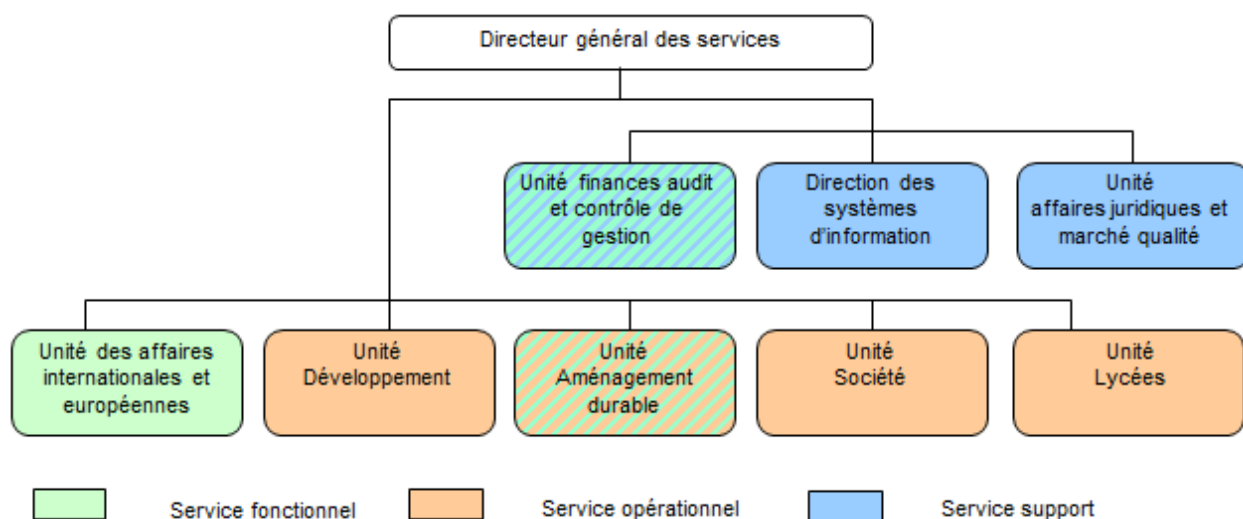 Directeur général des services
Unité finances audit
et contrôle de
gestion
Direction des
systèmes
d'information
Unité
affaires juridiques et
marché qualité
Unité des affaires
internationales et
européennes
Unité
Développement
Unité
Aménagement
durable
Unité
Société
Unité
Lycées
Service fonctionnel
Service opérationnel
Service support